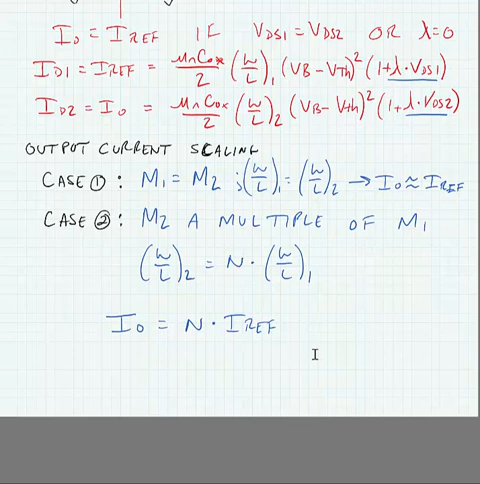 IO = IREF IF VDS1 = VDS2 OR λ=0
ID1 = IREF = μnCox/2 (W/L)1 (VB - VTh)² (1+λ·VDS1)
ID2 = IO = μnCox/2 (W/L)2 (VB - VTh)² (1+λ·VDS2)
OUTPUT CURRENT SCALING
CASE ①: M1 = M2 ; (W/L)1 = (W/L)2 → IO ≈ IREF
CASE ②: M2 A MULTIPLE OF M1
(W/L)2 = N · (W/L)1
IO = N · IREF